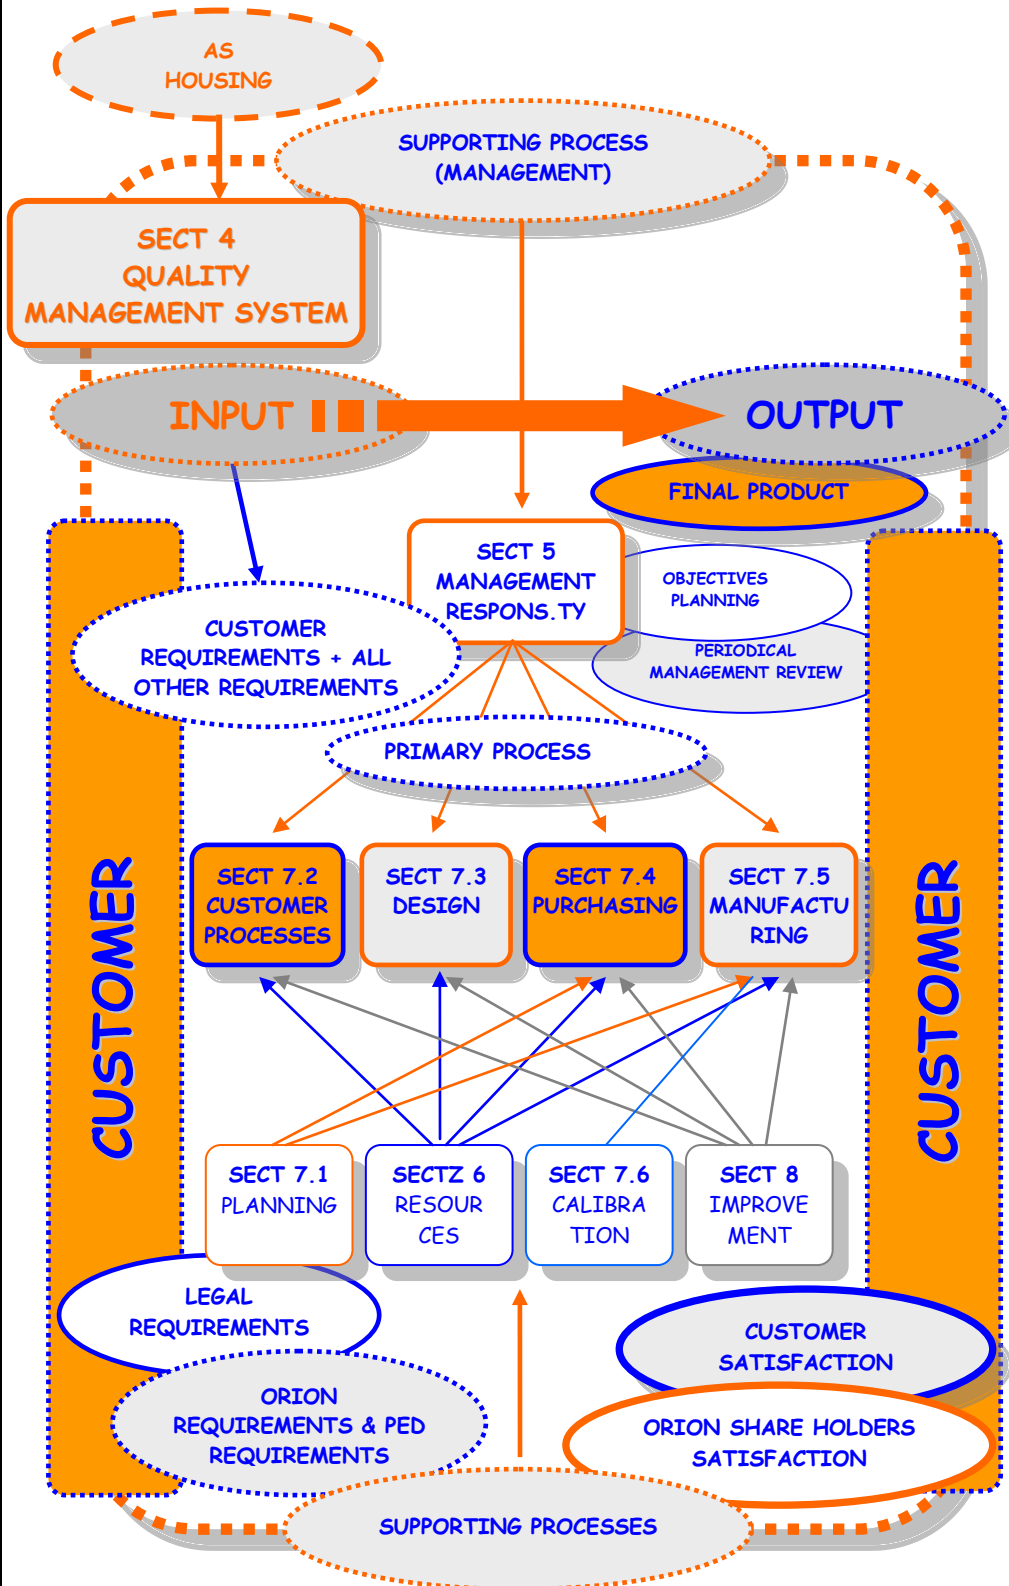 AS
HOUSING
SUPPORTING PROCESS
(MANAGEMENT)
SECT 4
QUALITY
MANAGEMENT SYSTEM
INPUT
OUTPUT
FINAL PRODUCT
SECT 5
MANAGEMENT
RESPONS.TY
OBJECTIVES
PLANNING
PERIODICAL
MANAGEMENT REVIEW
CUSTOMER
REQUIREMENTS + ALL
OTHER REQUIREMENTS
PRIMARY PROCESS
CUSTOMER
SECT 7.2
CUSTOMER
PROCESSES
SECT 7.3
DESIGN
SECT 7.4
PURCHASING
SECT 7.5
MANUFACTU
RING
CUSTOMER
SECT 7.1
PLANNING
SECTZ 6
RESOUR
CES
SECT 7.6
CALIBRA
TION
SECT 8
IMPROVE
MENT
LEGAL
REQUIREMENTS
ORION
REQUIREMENTS & PED
REQUIREMENTS
CUSTOMER
SATISFACTION
ORION SHARE HOLDERS
SATISFACTION
SUPPORTING PROCESSES